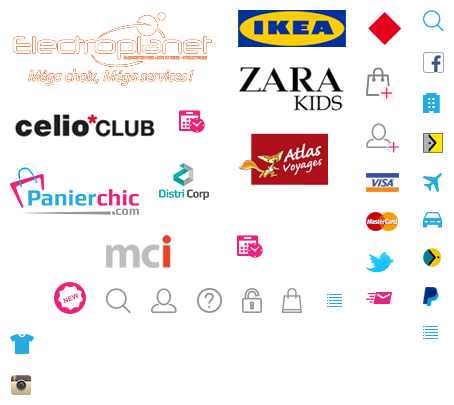 Electroplanet
Méga choix, Méga services!
IKEA
ZARA
KIDS
celio*CLUB
Atlas
Voyages
Panierchic
.com
Distri Corp
VISA
MasterCard
mci
NEW